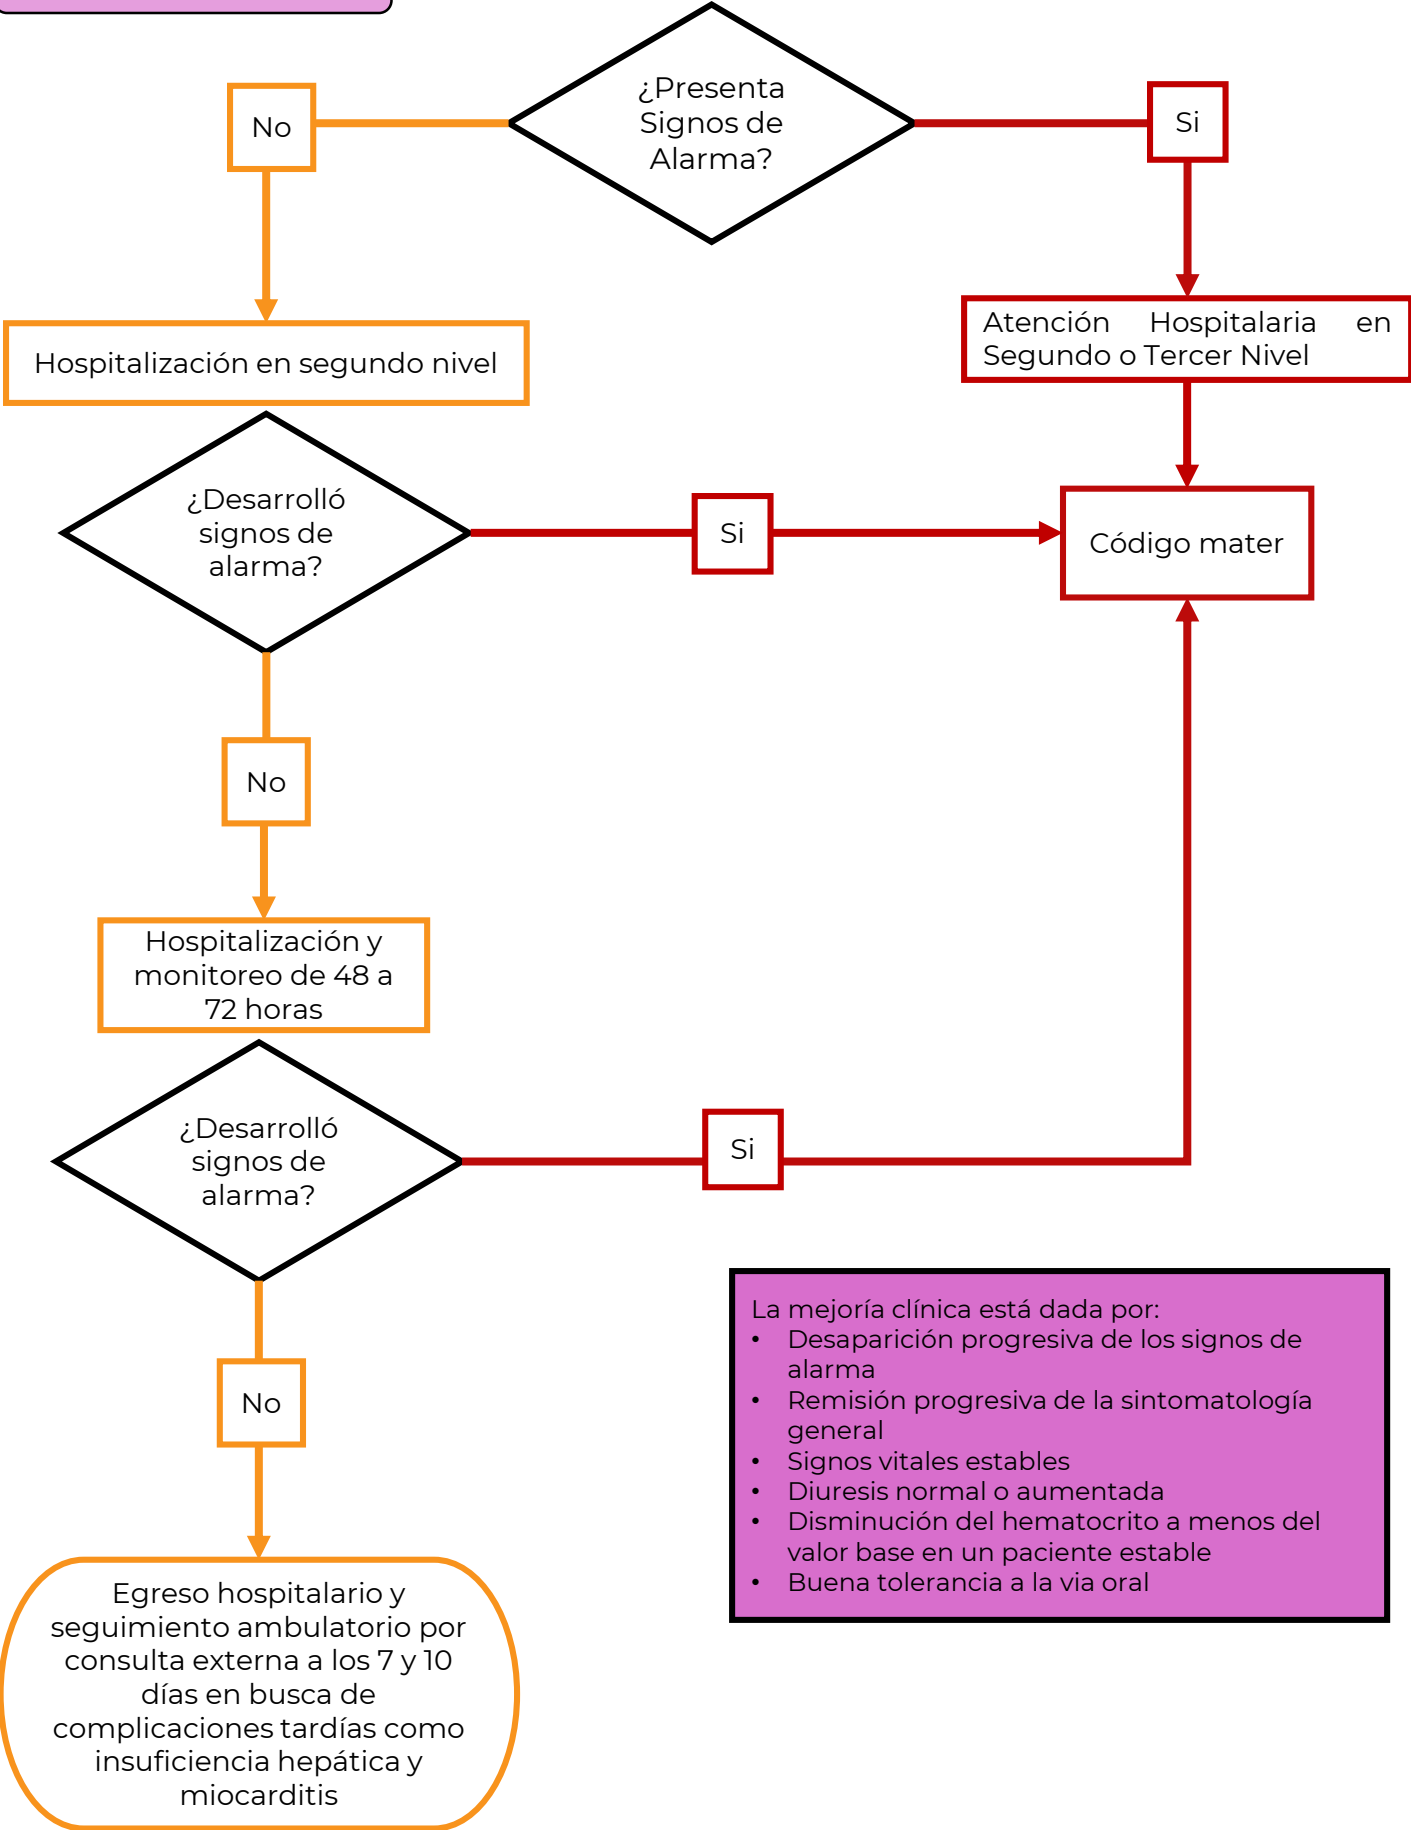 ¿Presenta
Signos de
Alarma?
No
Si
Hospitalización en segundo nivel
Atención Hospitalaria en
Segundo o Tercer Nivel
¿Desarrolló
signos de
alarma?
Si
Código mater
No
Hospitalización y
monitoreo de 48 a
72 horas
¿Desarrolló
signos de
alarma?
Si
No
La mejoría clínica está dada por:
• Desaparición progresiva de los signos de
alarma
• Remisión progresiva de la sintomatología
general
• Signos vitales estables
• Diuresis normal o aumentada
• Disminución del hematocrito a menos del
valor base en un paciente estable
• Buena tolerancia a la via oral
Egreso hospitalario y
seguimiento ambulatorio por
consulta externa a los 7 y 10
días en busca de
complicaciones tardías como
insuficiencia hepática y
miocarditis